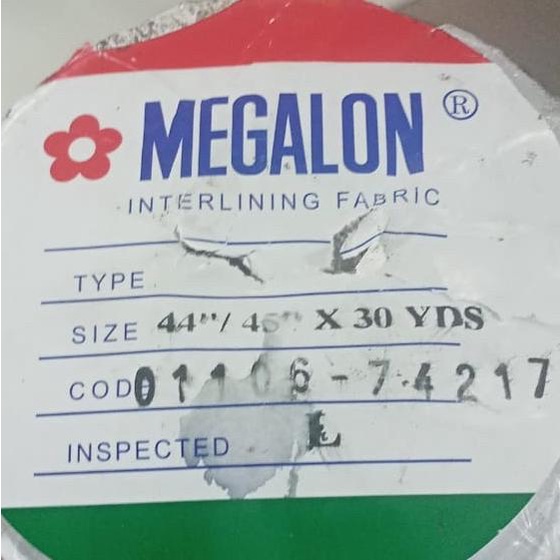 MEGALON ®
INTERLINING FABRIC
TYPE
SIZE 44"/ 45" X 30 YDS
COD 01106-74217
INSPECTED L